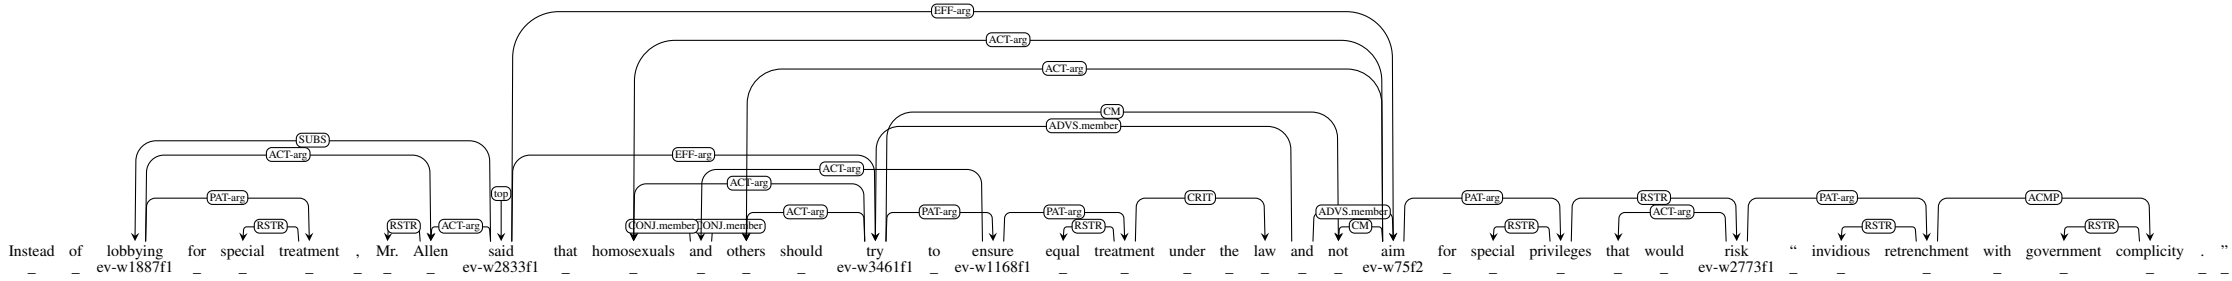 EFF-arg
ACT-arg
ACT-arg
CM
ADVS.member
SUBS
ACT-arg EFF-arg
ACT-arg
ACT-arg
top
PAT-arg CRIT PAT-arg RSTR PAT-arg ACMP
ACT-arg PAT-arg PAT-arg ADVS.member ACT-arg
RSTR RSTR ACT-arg CONJ.member CONJ.member RSTR CM RSTR RSTR RSTR
Instead of lobbying for special treatment , Mr. Allen said that homosexuals and others should try to ensure equal treatment under the law and not aim for special privileges that would risk “ invidious retrenchment with government complicity . ”
_ _ ev-w1887f1 _ _ _ _ _ _ ev-w2833f1 _ _ _ _ _ ev-w3461f1 _ ev-w1168f1 _ _ _ _ _ _ _ ev-w75f2 _ _ _ _ _ ev-w2773f1 _ _ _ _ _ _ _ _